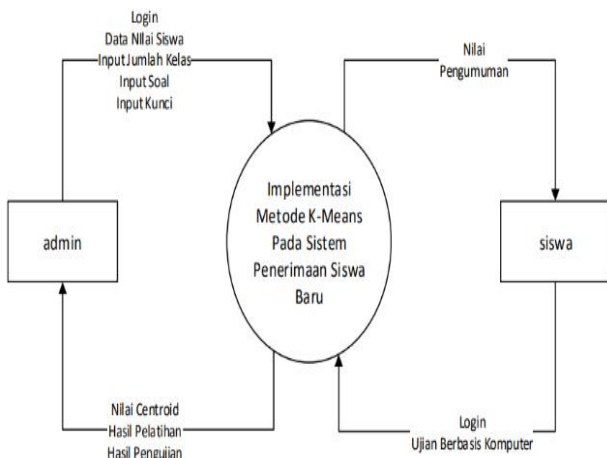 Login
Data NIlai Siswa
Input Jumlah Kelas
Input Soal
Input Kunci
Nilai
Pengumuman
admin
Implementasi
Metode K-Means
Pada Sistem
Penerimaan Siswa
Baru
siswa
Nilai Centroid
Hasil Pelatihan
Hasil Pengujian
Login
Ujian Berbasis Komputer